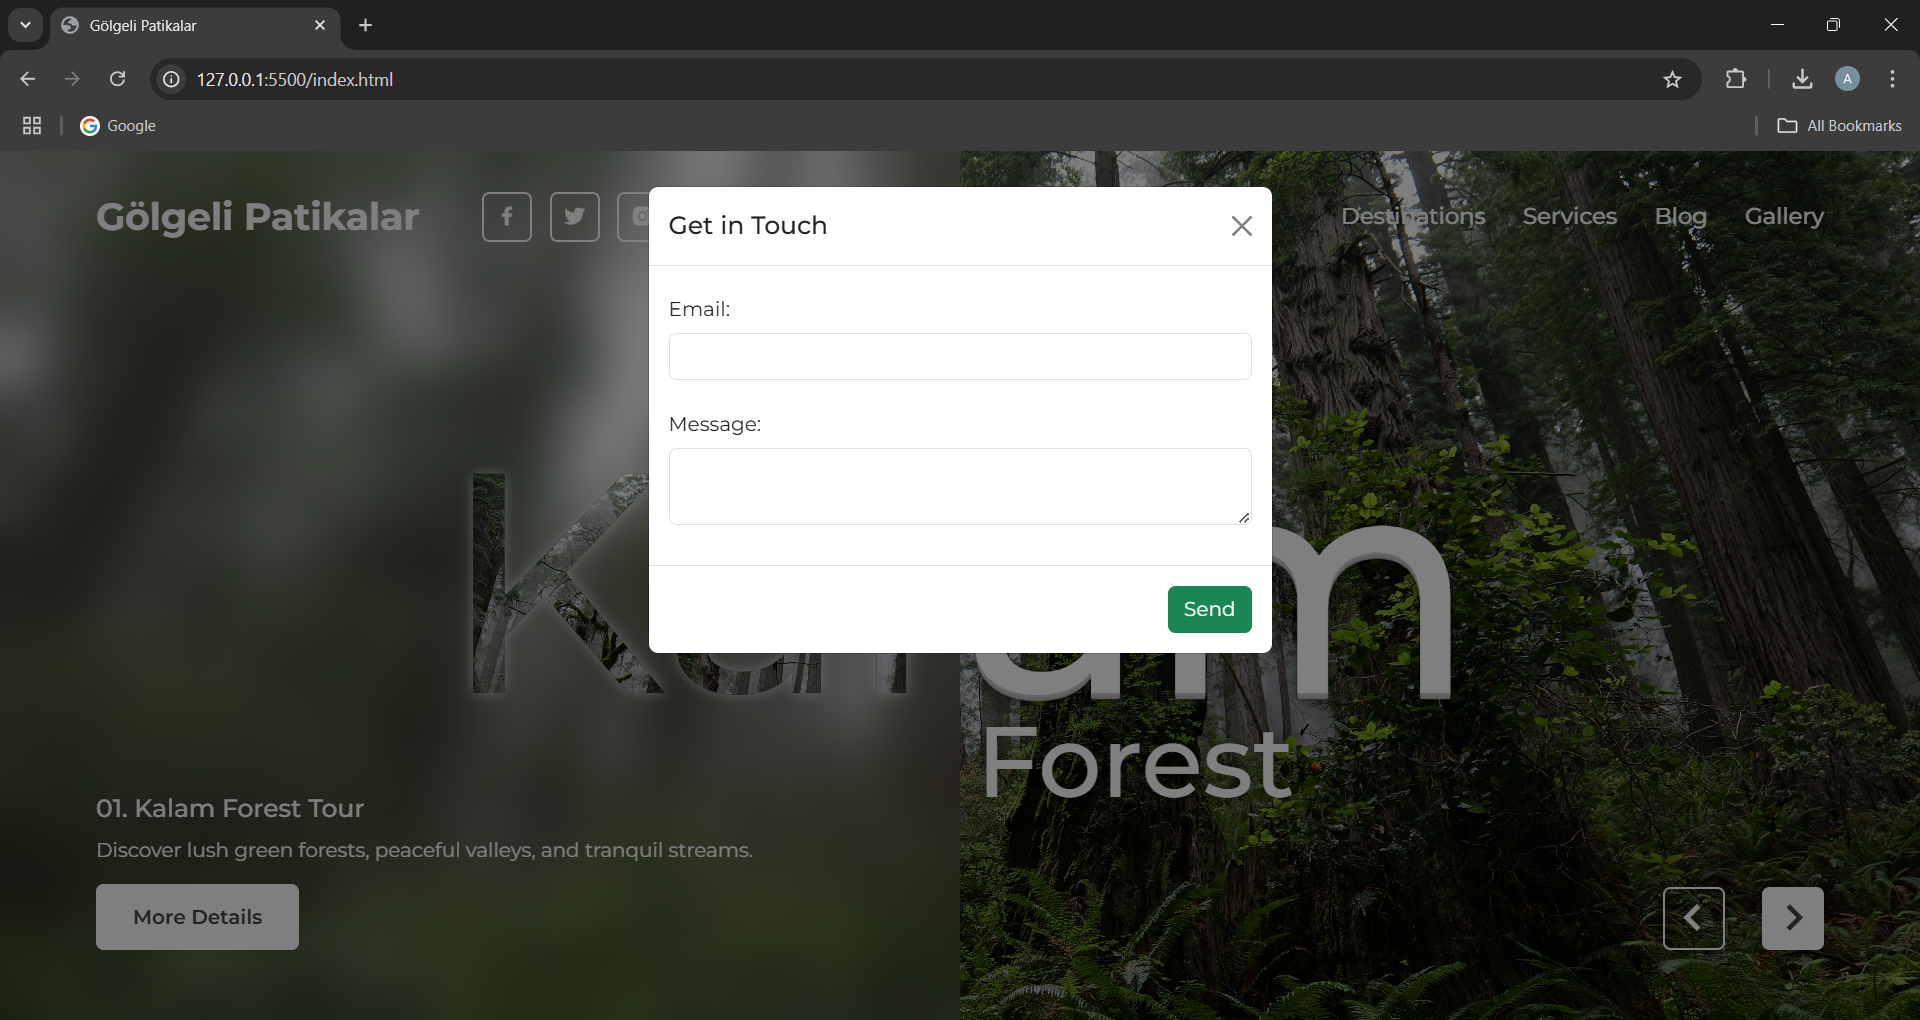 Gölgeli Patikalar
127.0.0.1:5500/index.html
A
Google
All Bookmarks
Gölgeli Patikalar
Destinations Services Blog Gallery
Get in Touch
Email:
Message:
Send
Forest
01. Kalam Forest Tour
Discover lush green forests, peaceful valleys, and tranquil streams.
More Details